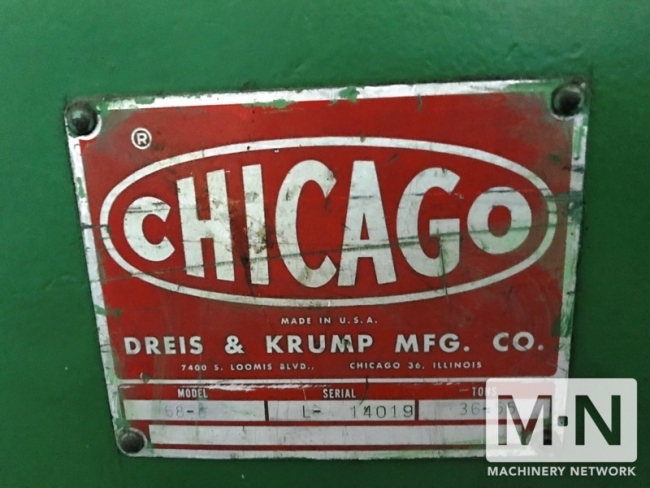 ®
CHICAGO
MADE IN U.S.A.
DREIS & KRUMP MFG. CO.
7400 S. LOOMIS BLVD., CHICAGO 36, ILLINOIS
MODEL SERIAL
L- 14019
M·N
MACHINERY NETWORK